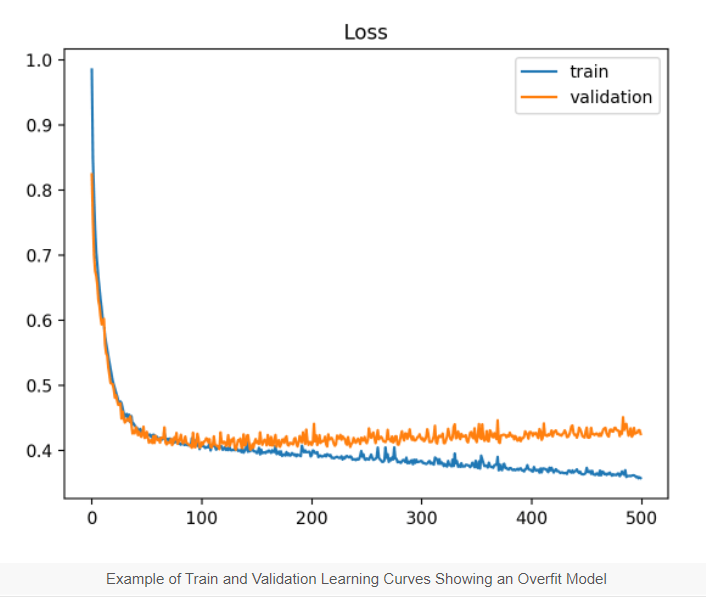 Loss
train
validation
1.0
0.9
0.8
0.7
0.6
0.5
0.4
0 100 200 300 400 500
Example of Train and Validation Learning Curves Showing an Overfit Model